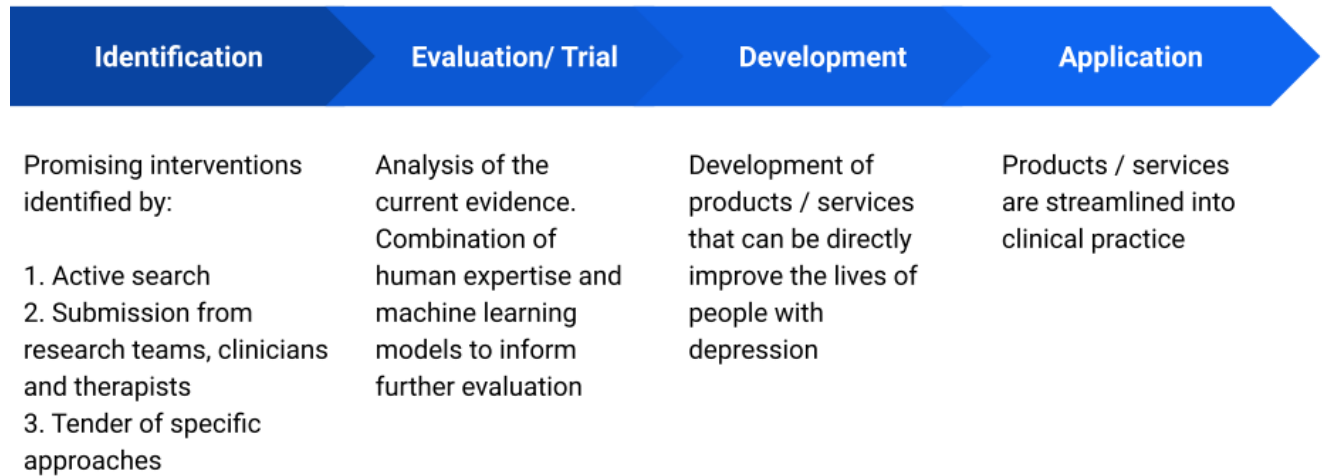 Identification
Evaluation/ Trial
Development
Application
Promising interventions
identified by:
1. Active search
2. Submission from
research teams, clinicians
and therapists
3. Tender of specific
approaches
Analysis of the
current evidence.
Combination of
human expertise and
machine learning
models to inform
further evaluation
Development of
products / services
that can be directly
improve the lives of
people with
depression
Products / services
are streamlined into
clinical practice